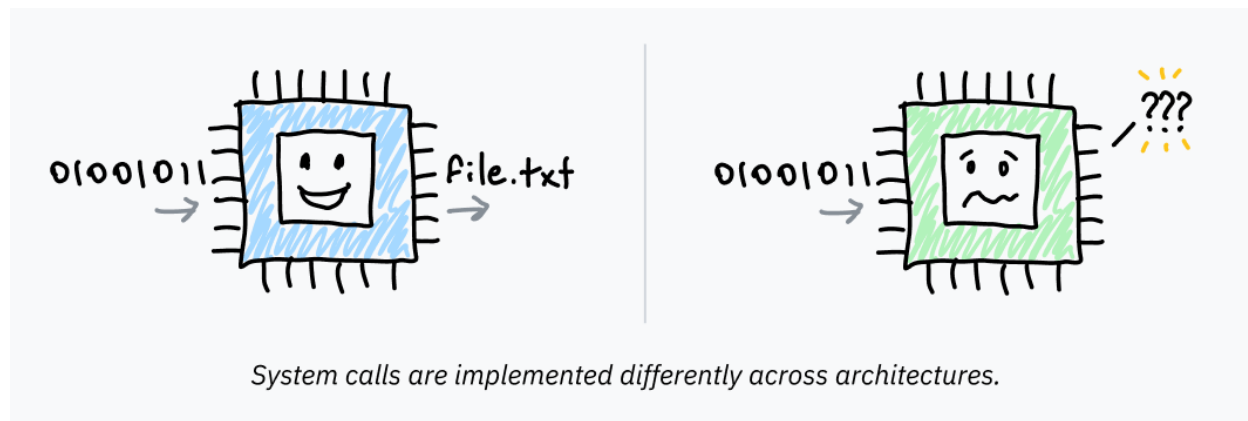 01001011
file.txt
01001011
???
System calls are implemented differently across architectures.